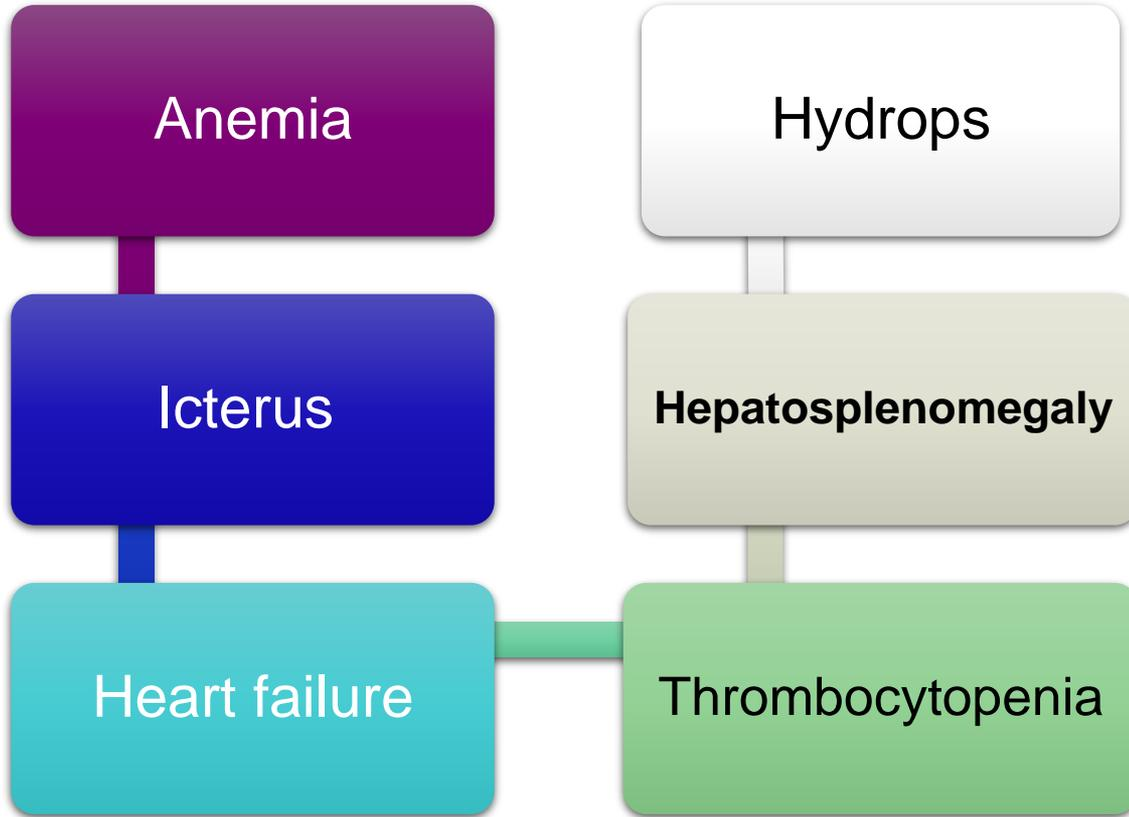 Anemia
Hydrops
Icterus
Hepatosplenomegaly
Heart failure
Thrombocytopenia